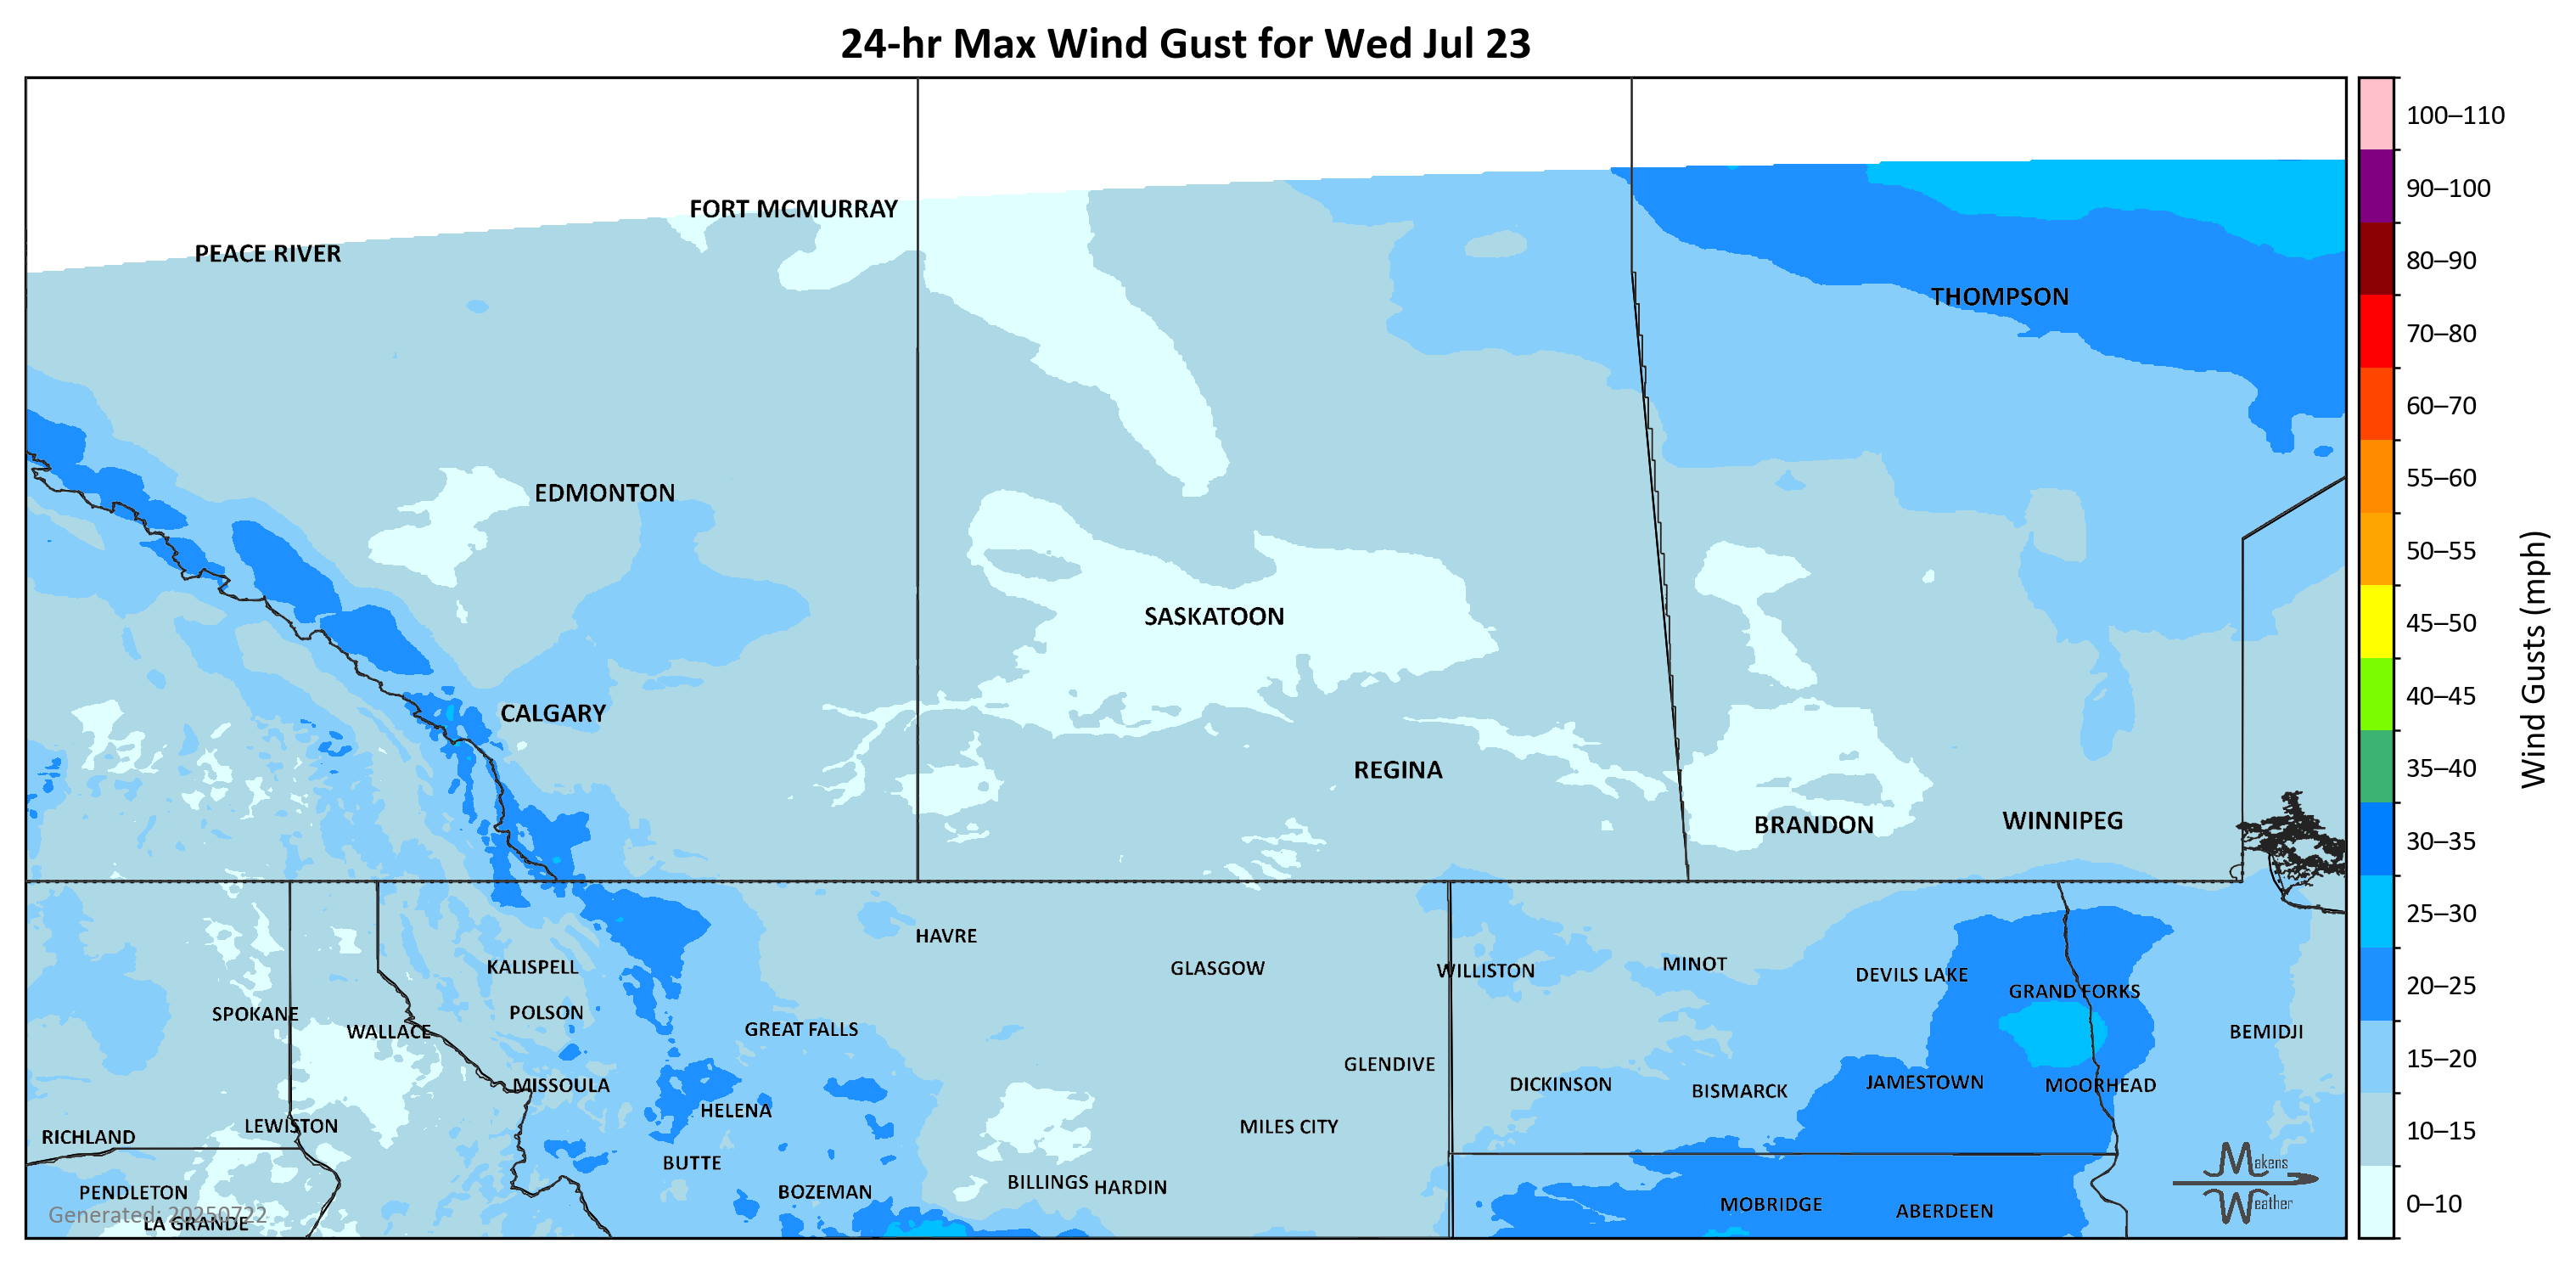 24-hr Max Wind Gust for Wed Jul 23
100–110
FORT MCMURRAY
90–100
PEACE RIVER
80–90
THOMPSON
70–80
60–70
EDMONTON
55–60
50–55
SASKATOON
45–50
Wind Gusts (mph)
CALGARY
40–45
REGINA
35–40
BRANDON
WINNIPEG
30–35
25–30
HAVRE
KALISPELL
GLASGOW
WILLISTON
MINOT
DEVILS LAKE
20–25
GRAND FORKS
SPOKANE
POLSON
WALLACE
GREAT FALLS
BEMIDJI
15–20
GLENDIVE
MISSOULA
DICKINSON
BISMARCK
JAMESTOWN
MOORHEAD
HELENA
LEWISTON
MILES CITY
RICHLAND
10–15
BUTTE
Makens
Weather
PENDLETON
BOZEMAN
BILLINGS
HARDIN
MOBRIDGE
ABERDEEN
0–10
Generated: 20250722
LA GRANDE